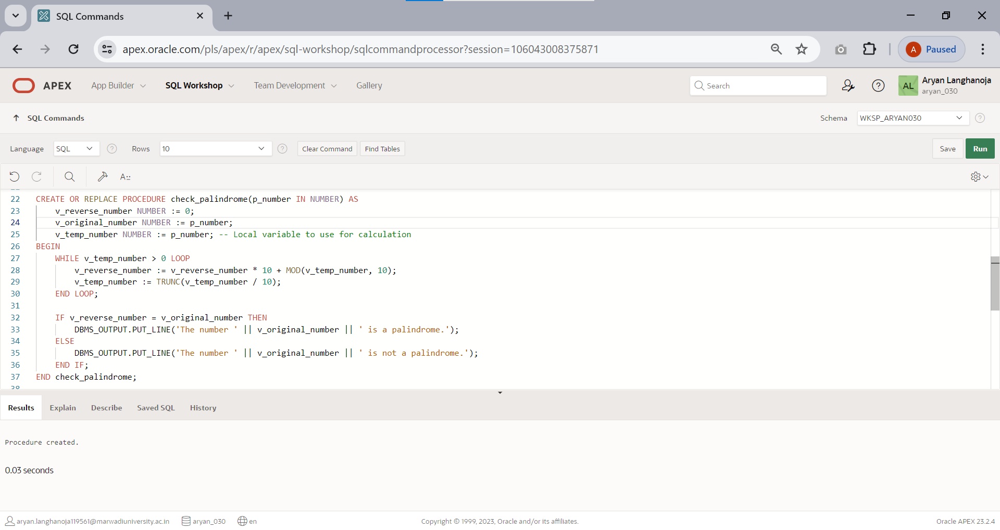 SQL Commands
apex.oracle.com/pls/apex/r/apex/sql-workshop/sqlcommandprocessor?session=106043008375871
A Paused
APEX App Builder SQL Workshop Team Development Gallery Search AL Aryan Langhanoja
aryan_030
SQL Commands Schema WKSP_ARYAN030
Language SQL Rows 10 Clear Command Find Tables Save Run
22 CREATE OR REPLACE PROCEDURE check_palindrome(p_number IN NUMBER) AS
23 v_reverse_number NUMBER := 0;
24 v_original_number NUMBER := p_number;
25 v_temp_number NUMBER := p_number; -- Local variable to use for calculation
26 BEGIN
27 WHILE v_temp_number > 0 LOOP
28 v_reverse_number := v_reverse_number * 10 + MOD(v_temp_number, 10);
29 v_temp_number := TRUNC(v_temp_number / 10);
30 END LOOP;
31
32 IF v_reverse_number = v_original_number THEN
33 DBMS_OUTPUT.PUT_LINE('The number ' || v_original_number || ' is a palindrome.');
34 ELSE
35 DBMS_OUTPUT.PUT_LINE('The number ' || v_original_number || ' is not a palindrome.');
36 END IF;
37 END check_palindrome;
38
Results Explain Describe Saved SQL History
Procedure created.
0.03 seconds
aryan.langhanoja119561@marwadiuniversity.ac.in aryan_030 en Copyright © 1999, 2023, Oracle and/or its affiliates. Oracle APEX 23.2.4